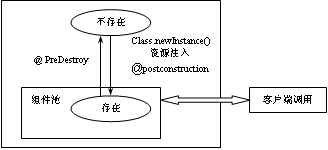 不存在
Class.newInstance()
资源注入
@ PreDestroy
@postconstruction
组件池
存在
客户端调用